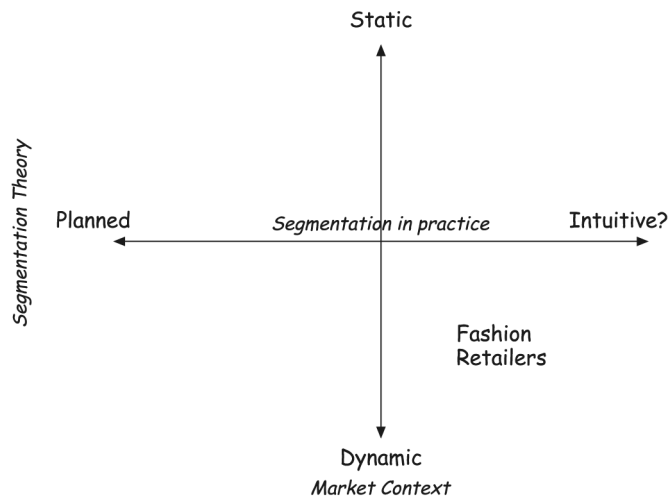 Static
Segmentation Theory
Planned
Segmentation in practice
Intuitive?
Fashion
Retailers
Dynamic
Market Context